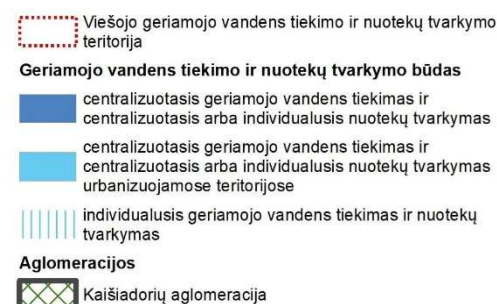 Viešojo geriamojo vandens tiekimo ir nuotekų tvarkymo
teritorija
Geriamojo vandens tiekimo ir nuotekų tvarkymo būdas
centralizuotasis geriamojo vandens tiekimas ir
centralizuotasis arba individualusis nuotekų tvarkymas
centralizuotasis geriamojo vandens tiekimas ir
centralizuotasis arba individualusis nuotekų tvarkymas
urbanizuojamose teritorijose
individualusis geriamojo vandens tiekimas ir nuotekų
tvarkymas
Aglomeracijos
Kaišiadorių aglomeracija